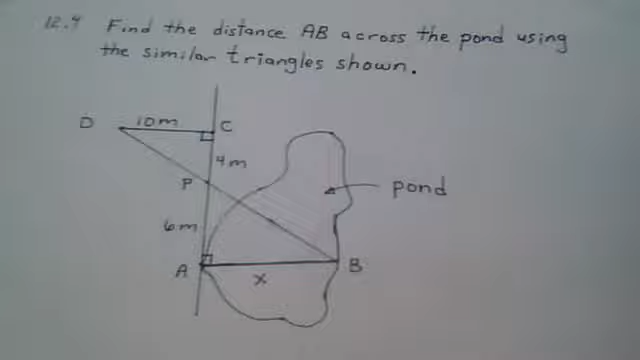 12.4 Find the distance AB across the pond using
the similar triangles shown.
D 10m C
4m
P
pond
6m
A B
x